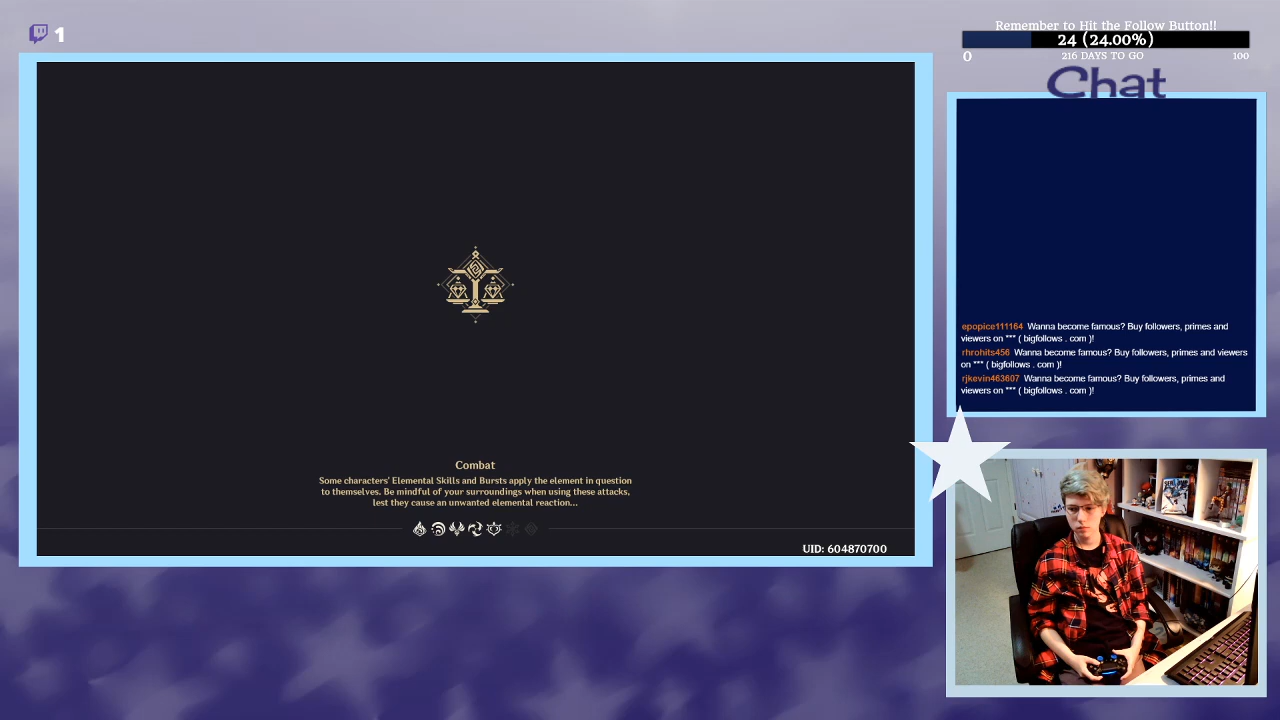 1
Remember to Hit the Follow Button!!
24 (24.00%)
0
216 DAYS TO GO
100
Chat
epopice111164 Wanna become famous? Buy followers, primes and
viewers on *** ( bigfollows . com )!
rhrohits456 Wanna become famous? Buy followers, primes and viewers
on *** ( bigfollows . com )!
rjkevin463607 Wanna become famous? Buy followers, primes and
viewers on *** ( bigfollows . com )!
Combat
Some characters' Elemental Skills and Bursts apply the element in question
to themselves. Be mindful of your surroundings when using these attacks,
lest they cause an unwanted elemental reaction...
UID: 604870700